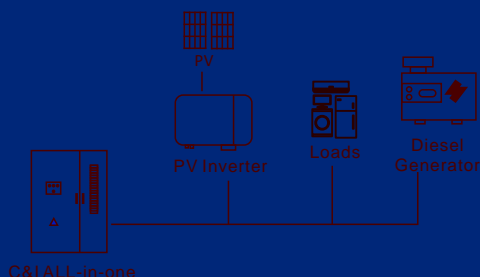 PV
PV Inverter
Loads
Diesel
Generator
C&I ALL-in-one